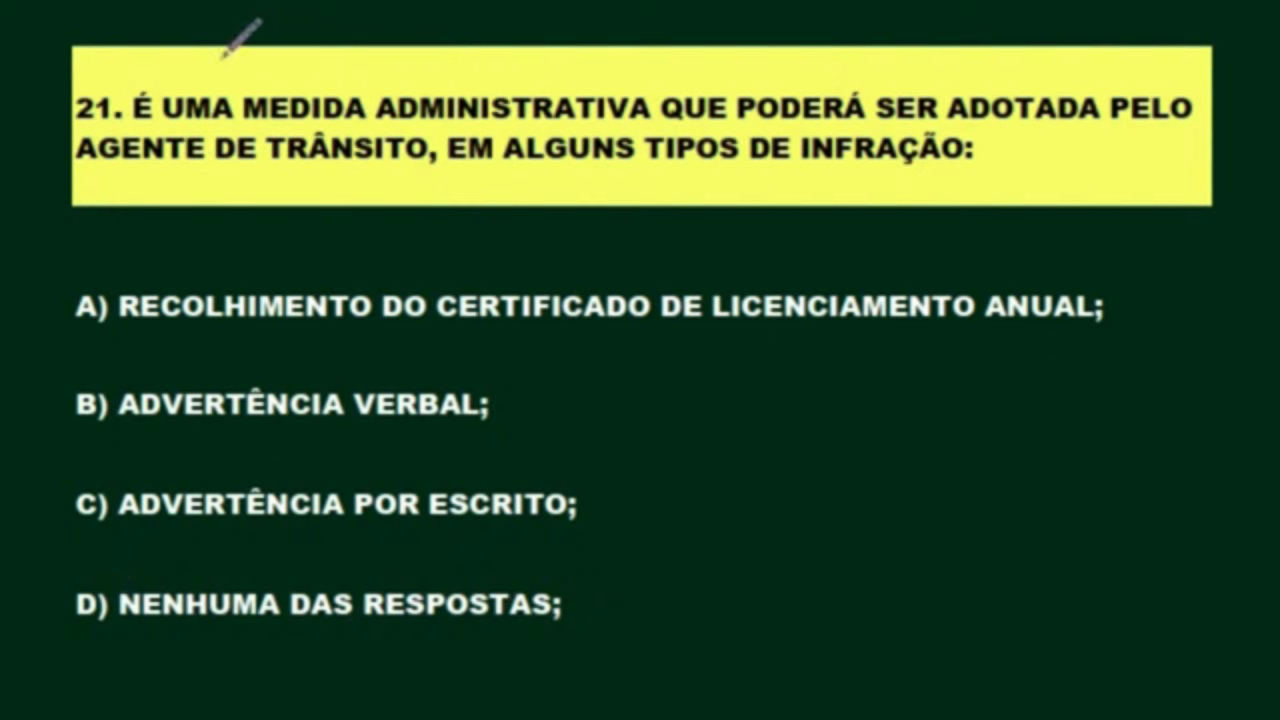 21. É UMA MEDIDA ADMINISTRATIVA QUE PODERÁ SER ADOTADA PELO
AGENTE DE TRÂNSITO, EM ALGUNS TIPOS DE INFRAÇÃO:
A) RECOLHIMENTO DO CERTIFICADO DE LICENCIAMENTO ANUAL;
B) ADVERTÊNCIA VERBAL;
C) ADVERTÊNCIA POR ESCRITO;
D) NENHUMA DAS RESPOSTAS;